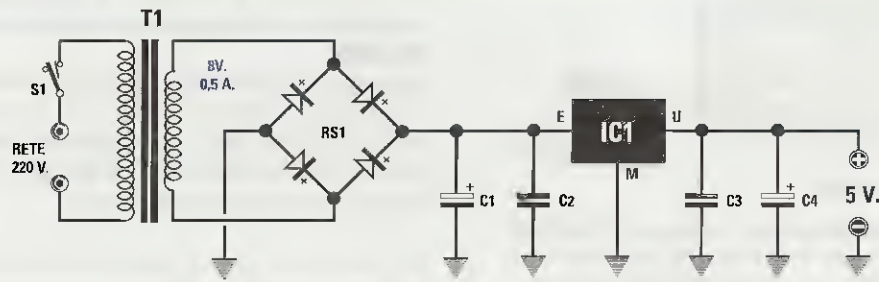 T1
S1
RETE
220 V.
8V.
0,5 A.
RS1
E
IC1
U
M
+
C1
C2
C3
+
C4
5 V.